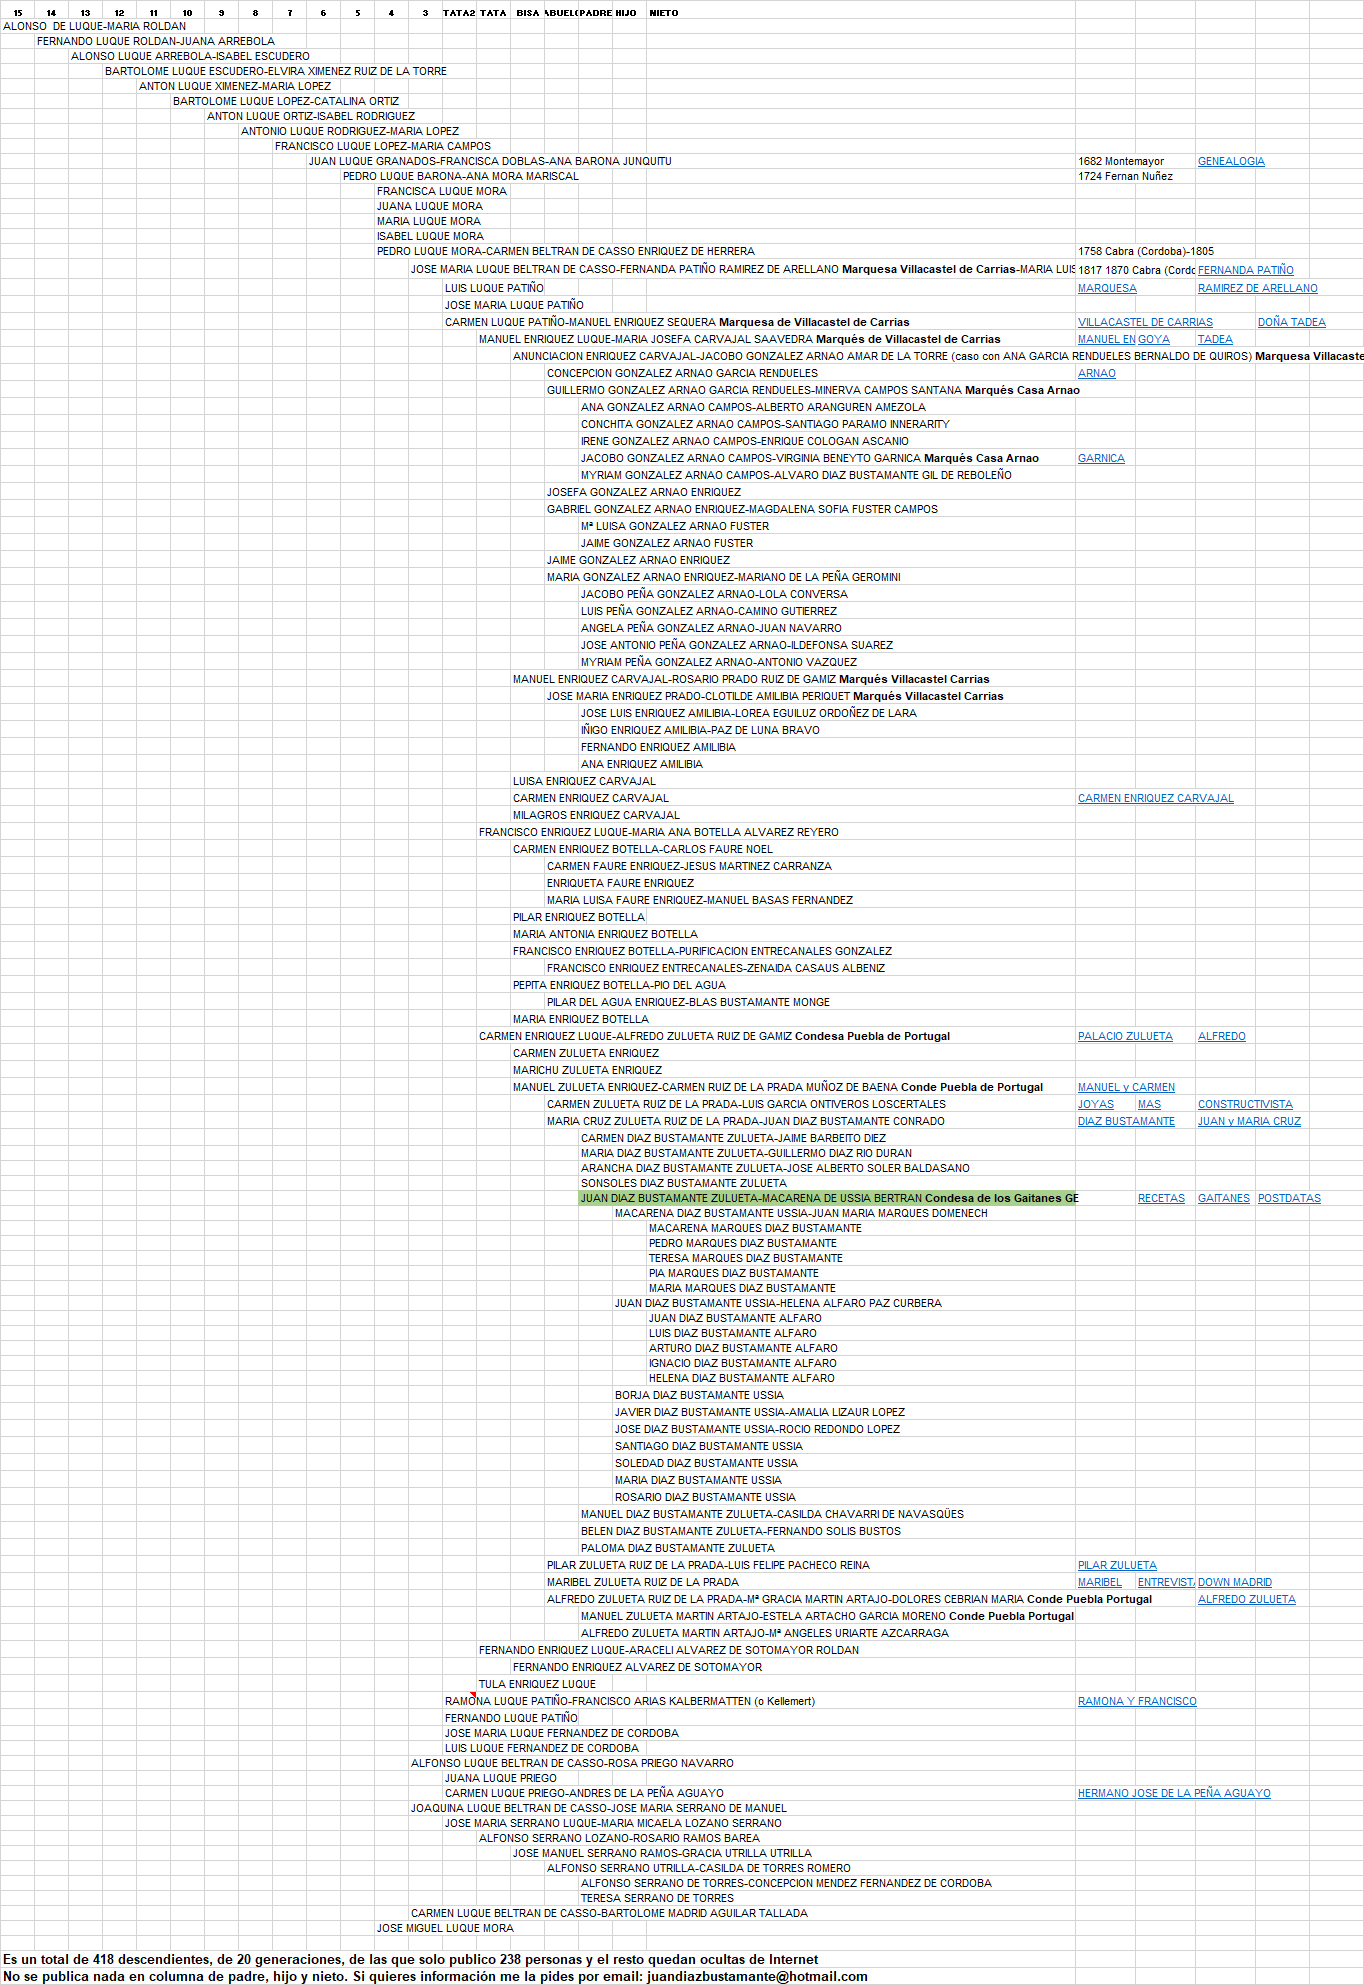 15 14 13 12 11 10 9 8 7 6 5 4 3 TATA2 TATA BISA ABUELO PADRE HIJO NIETO
ALONSO DE LUQUE-MARIA ROLDAN
FERNANDO LUQUE ROLDAN-JUANA ARREBOLA
ALONSO LUQUE ARREBOLA-ISABEL ESCUDERO
BARTOLOME LUQUE ESCUDERO-ELVIRA XIMENEZ RUIZ DE LA TORRE
ANTON LUQUE XIMENEZ-MARIA LOPEZ
BARTOLOME LUQUE LOPEZ-CATALINA ORTIZ
ANTON LUQUE ORTIZ-ISABEL RODRIGUEZ
ANTONIO LUQUE RODRIGUEZ-MARIA LOPEZ
FRANCISCO LUQUE LOPEZ-MARIA CAMPOS
JUAN LUQUE GRANADOS-FRANCISCA DOBLAS-ANA BARONA JUNQUITU 1682 Montemayor GENEALOGIA
PEDRO LUQUE BARONA-ANA MORA MARISCAL 1724 Fernan Nuñez
FRANCISCA LUQUE MORA
JUANA LUQUE MORA
MARIA LUQUE MORA
ISABEL LUQUE MORA
PEDRO LUQUE MORA-CARMEN BELTRAN DE CASSO ENRIQUEZ DE HERRERA 1758 Cabra (Cordoba)-1805
JOSE MARIA LUQUE BELTRAN DE CASSO-FERNANDA PATIÑO RAMIREZ DE ARELLANO Marquesa Villacastel de Carrias-MARIA LUIS 1817 1870 Cabra (Cordo FERNANDA PATIÑO
LUIS LUQUE PATIÑO MARQUESA RAMIREZ DE ARELLANO
JOSE MARIA LUQUE PATIÑO
CARMEN LUQUE PATIÑO-MANUEL ENRIQUEZ SEQUERA Marquesa de Villacastel de Carrias VILLACASTEL DE CARRIAS DOÑA TADEA
MANUEL ENRIQUEZ LUQUE-MARIA JOSEFA CARVAJAL SAAVEDRA Marqués de Villacastel de Carrias MANUEL EN GOYA TADEA
ANUNCIACION ENRIQUEZ CARVAJAL-JACOBO GONZALEZ ARNAO AMAR DE LA TORRE (caso con ANA GARCIA RENDUELES BERNALDO DE QUIROS) Marquesa Villacaste
CONCEPCION GONZALEZ ARNAO GARCIA RENDUELES ARNAO
GUILLERMO GONZALEZ ARNAO GARCIA RENDUELES-MINERVA CAMPOS SANTANA Marqués Casa Arnao
ANA GONZALEZ ARNAO CAMPOS-ALBERTO ARANGUREN AMEZOLA
CONCHITA GONZALEZ ARNAO CAMPOS-SANTIAGO PARAMO INNERARITY
IRENE GONZALEZ ARNAO CAMPOS-ENRIQUE COLOGAN ASCANIO
JACOBO GONZALEZ ARNAO CAMPOS-VIRGINIA BENEYTO GARNICA Marqués Casa Arnao GARNICA
MYRIAM GONZALEZ ARNAO CAMPOS-ALVARO DIAZ BUSTAMANTE GIL DE REBOLEÑO
JOSEFA GONZALEZ ARNAO ENRIQUEZ
GABRIEL GONZALEZ ARNAO ENRIQUEZ-MAGDALENA SOFIA FUSTER CAMPOS
Mª LUISA GONZALEZ ARNAO FUSTER
JAIME GONZALEZ ARNAO FUSTER
JAIME GONZALEZ ARNAO ENRIQUEZ
MARIA GONZALEZ ARNAO ENRIQUEZ-MARIANO DE LA PEÑA GEROMINI
JACOBO PEÑA GONZALEZ ARNAO-LOLA CONVERSA
LUIS PEÑA GONZALEZ ARNAO-CAMINO GUTIERREZ
ANGELA PEÑA GONZALEZ ARNAO-JUAN NAVARRO
JOSE ANTONIO PEÑA GONZALEZ ARNAO-ILDEFONSA SUAREZ
MYRIAM PEÑA GONZALEZ ARNAO-ANTONIO VAZQUEZ
MANUEL ENRIQUEZ CARVAJAL-ROSARIO PRADO RUIZ DE GAMIZ Marqués Villacastel Carrias
JOSE MARIA ENRIQUEZ PRADO-CLOTILDE AMILIBIA PERIQUET Marqués Villacastel Carrias
JOSE LUIS ENRIQUEZ AMILIBIA-LOREA EGUILUZ ORDOÑEZ DE LARA
IÑIGO ENRIQUEZ AMILIBIA-PAZ DE LUNA BRAVO
FERNANDO ENRIQUEZ AMILIBIA
ANA ENRIQUEZ AMILIBIA
LUISA ENRIQUEZ CARVAJAL
CARMEN ENRIQUEZ CARVAJAL CARMEN ENRIQUEZ CARVAJAL
MILAGROS ENRIQUEZ CARVAJAL
FRANCISCO ENRIQUEZ LUQUE-MARIA ANA BOTELLA ALVAREZ REYERO
CARMEN ENRIQUEZ BOTELLA-CARLOS FAURE NOEL
CARMEN FAURE ENRIQUEZ-JESUS MARTINEZ CARRANZA
ENRIQUETA FAURE ENRIQUEZ
MARIA LUISA FAURE ENRIQUEZ-MANUEL BASAS FERNANDEZ
PILAR ENRIQUEZ BOTELLA
MARIA ANTONIA ENRIQUEZ BOTELLA
FRANCISCO ENRIQUEZ BOTELLA-PURIFICACION ENTRECANALES GONZALEZ
FRANCISCO ENRIQUEZ ENTRECANALES-ZENAIDA CASAUS ALBENIZ
PEPITA ENRIQUEZ BOTELLA-PIO DEL AGUA
PILAR DEL AGUA ENRIQUEZ-BLAS BUSTAMANTE MONGE
MARIA ENRIQUEZ BOTELLA
CARMEN ENRIQUEZ LUQUE-ALFREDO ZULUETA RUIZ DE GAMIZ Condesa Puebla de Portugal PALACIO ZULUETA ALFREDO
CARMEN ZULUETA ENRIQUEZ
MARICHU ZULUETA ENRIQUEZ
MANUEL ZULUETA ENRIQUEZ-CARMEN RUIZ DE LA PRADA MUÑOZ DE BAENA Conde Puebla de Portugal MANUEL y CARMEN
CARMEN ZULUETA RUIZ DE LA PRADA-LUIS GARCIA ONTIVEROS LOSCERTALES JOYAS MAS CONSTRUCTIVISTA
MARIA CRUZ ZULUETA RUIZ DE LA PRADA-JUAN DIAZ BUSTAMANTE CONRADO DIAZ BUSTAMANTE JUAN y MARIA CRUZ
CARMEN DIAZ BUSTAMANTE ZULUETA-JAIME BARBEITO DIEZ
MARIA DIAZ BUSTAMANTE ZULUETA-GUILLERMO DIAZ RIO DURAN
ARANCHA DIAZ BUSTAMANTE ZULUETA-JOSE ALBERTO SOLER BALDASANO
SONSOLES DIAZ BUSTAMANTE ZULUETA
JUAN DIAZ BUSTAMANTE ZULUETA-MACARENA DE USSIA BERTRAN Condesa de los Gaitanes GE RECETAS GAITANES POSTDATAS
MACARENA DIAZ BUSTAMANTE USSIA-JUAN MARIA MARQUES DOMENECH
MACARENA MARQUES DIAZ BUSTAMANTE
PEDRO MARQUES DIAZ BUSTAMANTE
TERESA MARQUES DIAZ BUSTAMANTE
PIA MARQUES DIAZ BUSTAMANTE
MARIA MARQUES DIAZ BUSTAMANTE
JUAN DIAZ BUSTAMANTE USSIA-HELENA ALFARO PAZ CURBERA
JUAN DIAZ BUSTAMANTE ALFARO
LUIS DIAZ BUSTAMANTE ALFARO
ARTURO DIAZ BUSTAMANTE ALFARO
IGNACIO DIAZ BUSTAMANTE ALFARO
HELENA DIAZ BUSTAMANTE ALFARO
BORJA DIAZ BUSTAMANTE USSIA
JAVIER DIAZ BUSTAMANTE USSIA-AMALIA LIZAUR LOPEZ
JOSE DIAZ BUSTAMANTE USSIA-ROCIO REDONDO LOPEZ
SANTIAGO DIAZ BUSTAMANTE USSIA
SOLEDAD DIAZ BUSTAMANTE USSIA
MARIA DIAZ BUSTAMANTE USSIA
ROSARIO DIAZ BUSTAMANTE USSIA
MANUEL DIAZ BUSTAMANTE ZULUETA-CASILDA CHAVARRI DE NAVASQÜES
BELEN DIAZ BUSTAMANTE ZULUETA-FERNANDO SOLIS BUSTOS
PALOMA DIAZ BUSTAMANTE ZULUETA
PILAR ZULUETA RUIZ DE LA PRADA-LUIS FELIPE PACHECO REINA PILAR ZULUETA
MARIBEL ZULUETA RUIZ DE LA PRADA MARIBEL ENTREVISTA DOWN MADRID
ALFREDO ZULUETA RUIZ DE LA PRADA-Mª GRACIA MARTIN ARTAJO-DOLORES CEBRIAN MARIA Conde Puebla Portugal ALFREDO ZULUETA
MANUEL ZULUETA MARTIN ARTAJO-ESTELA ARTACHO GARCIA MORENO Conde Puebla Portugal
ALFREDO ZULUETA MARTIN ARTAJO-Mª ANGELES URIARTE AZCARRAGA
FERNANDO ENRIQUEZ LUQUE-ARACELI ALVAREZ DE SOTOMAYOR ROLDAN
FERNANDO ENRIQUEZ ALVAREZ DE SOTOMAYOR
TULA ENRIQUEZ LUQUE
RAMONA LUQUE PATIÑO-FRANCISCO ARIAS KALBERMATTEN (o Kellemert) RAMONA Y FRANCISCO
FERNANDO LUQUE PATIÑO
JOSE MARIA LUQUE FERNANDEZ DE CORDOBA
LUIS LUQUE FERNANDEZ DE CORDOBA
ALFONSO LUQUE BELTRAN DE CASSO-ROSA PRIEGO NAVARRO
JUANA LUQUE PRIEGO
CARMEN LUQUE PRIEGO-ANDRES DE LA PEÑA AGUAYO HERMANO JOSE DE LA PEÑA AGUAYO
JOAQUINA LUQUE BELTRAN DE CASSO-JOSE MARIA SERRANO DE MANUEL
JOSE MARIA SERRANO LUQUE-MARIA MICAELA LOZANO SERRANO
ALFONSO SERRANO LOZANO-ROSARIO RAMOS BAREA
JOSE MANUEL SERRANO RAMOS-GRACIA UTRILLA UTRILLA
ALFONSO SERRANO UTRILLA-CASILDA DE TORRES ROMERO
ALFONSO SERRANO DE TORRES-CONCEPCION MENDEZ FERNANDEZ DE CORDOBA
TERESA SERRANO DE TORRES
CARMEN LUQUE BELTRAN DE CASSO-BARTOLOME MADRID AGUILAR TALLADA
JOSE MIGUEL LUQUE MORA
Es un total de 418 descendientes, de 20 generaciones, de las que solo publico 238 personas y el resto quedan ocultas de Internet
No se publica nada en columna de padre, hijo y nieto. Si quieres información me la pides por email: juandiazbustamante@hotmail.com